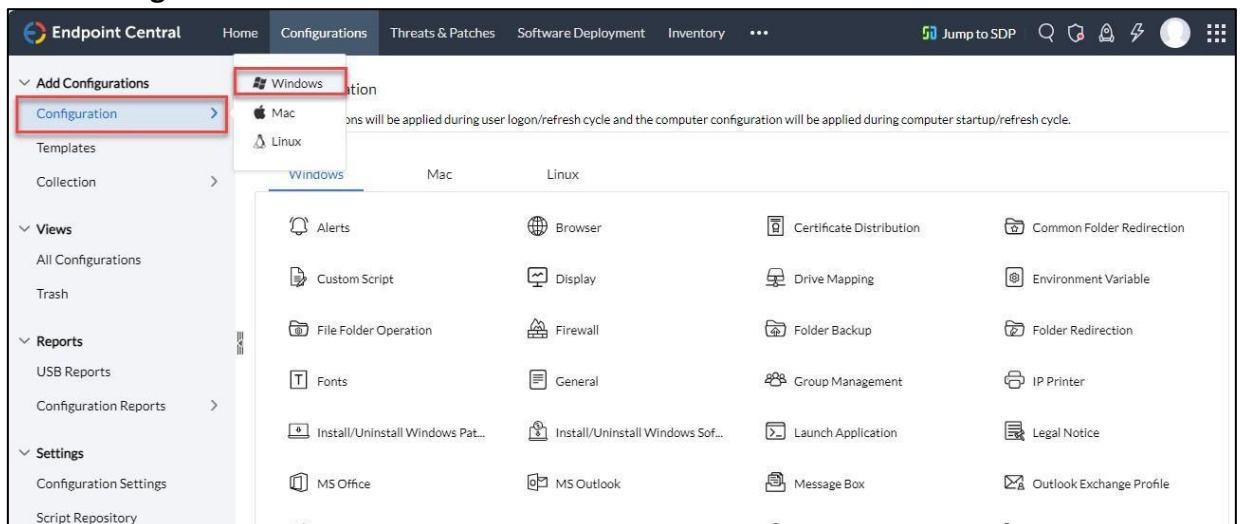 Endpoint Central Home Configurations Threats & Patches Software Deployment Inventory ••• Jump to SDP
Add Configurations
Configuration
Templates
Collection
Views
All Configurations
Trash
Reports
USB Reports
Configuration Reports
Settings
Configuration Settings
Script Repository
Windows
Mac
Linux
ation
ons will be applied during user logon/refresh cycle and the computer configuration will be applied during computer startup/refresh cycle.
Windows Mac Linux
Alerts Browser Certificate Distribution Common Folder Redirection
Custom Script Display Drive Mapping Environment Variable
File Folder Operation Firewall Folder Backup Folder Redirection
Fonts General Group Management IP Printer
Install/Uninstall Windows Pat... Install/Uninstall Windows Sof... Launch Application Legal Notice
MS Office MS Outlook Message Box Outlook Exchange Profile